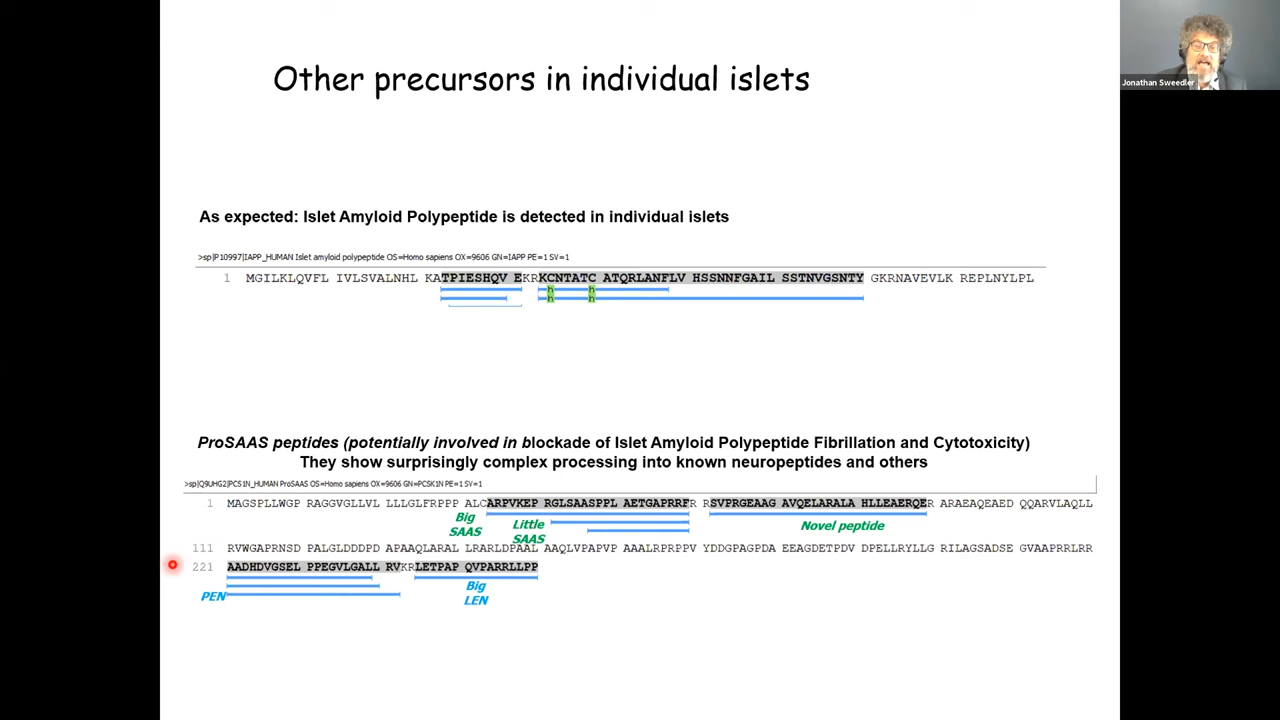 Other precursors in individual islets
Jonathan Sweedler
As expected: Islet Amyloid Polypeptide is detected in individual islets
>sp|P10997|IAPP_HUMAN Islet amyloid polypeptide OS=Homo sapiens OX=9606 GN=IAPP PE=1 SV=1
1 MGILKLQVFL IVLSVALNHL KATPIESHQV EKRKCNTATC ATQRLANFLV HSSNNFGAIL SSTNVGSNTY GKRNAVEVLK REPLNYLPL
h h
h h
ProSAAS peptides (potentially involved in blockade of Islet Amyloid Polypeptide Fibrillation and Cytotoxicity)
They show surprisingly complex processing into known neuropeptides and others
>sp|Q9UHG2|PCS1N_HUMAN ProSAAS OS=Homo sapiens OX=9606 GN=PCSK1N PE=1 SV=1
1 MAGSPLLWGP RAGGVGLLVL LLLGLFRPPP ALCARPVKEP RGLSAASPPL AETGAPRRFR RSVPRGEAAG AVQELARALA HLLEAERQER ARAEAQEAED QQARVLAQLL
Big
SAAS
Little
SAAS
Novel peptide
111 RVWGAPRNSD PALGLDDDPD APAAQLARAL LRARLDPAAL AAQLVPAPVP AAALRPRPPV YDDGPAGPDA EEAGDETPDV DPELLRYLLG RILAGSADSE GVAAPRRLRR
221 AADHDVGSELP PEGVLGALL RVKRLETPAP QVPARRLLPP
PEN
Big
LEN